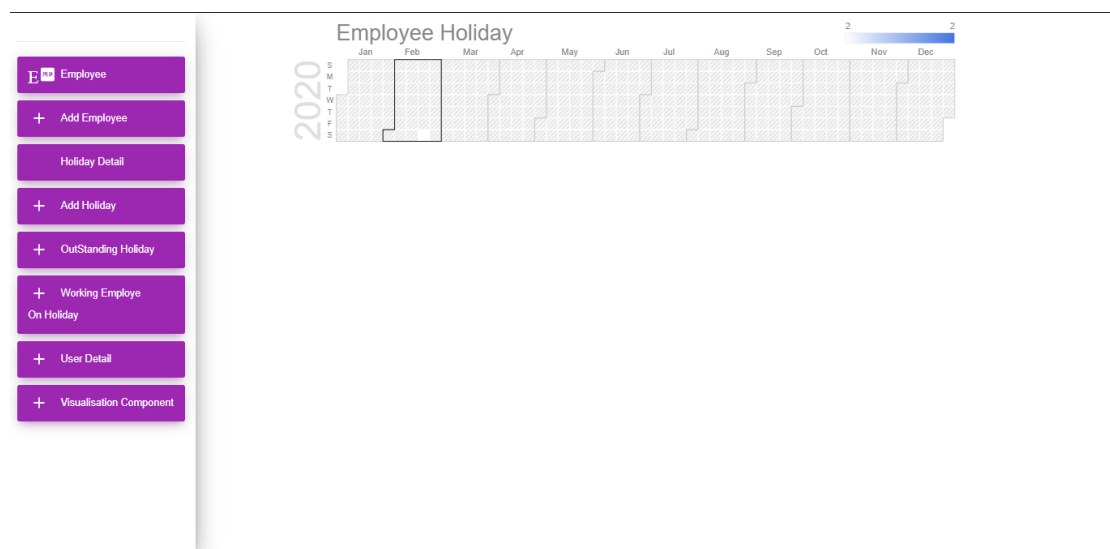 Employee
Add Employee
Holiday Detail
Add Holiday
OutStanding Holiday
Working Employe
On Holiday
User Detail
Visualisation Component
Employee Holiday
2 2
Jan Feb Mar Apr May Jun Jul Aug Sep Oct Nov Dec
2020
S
M
T
W
T
F
S